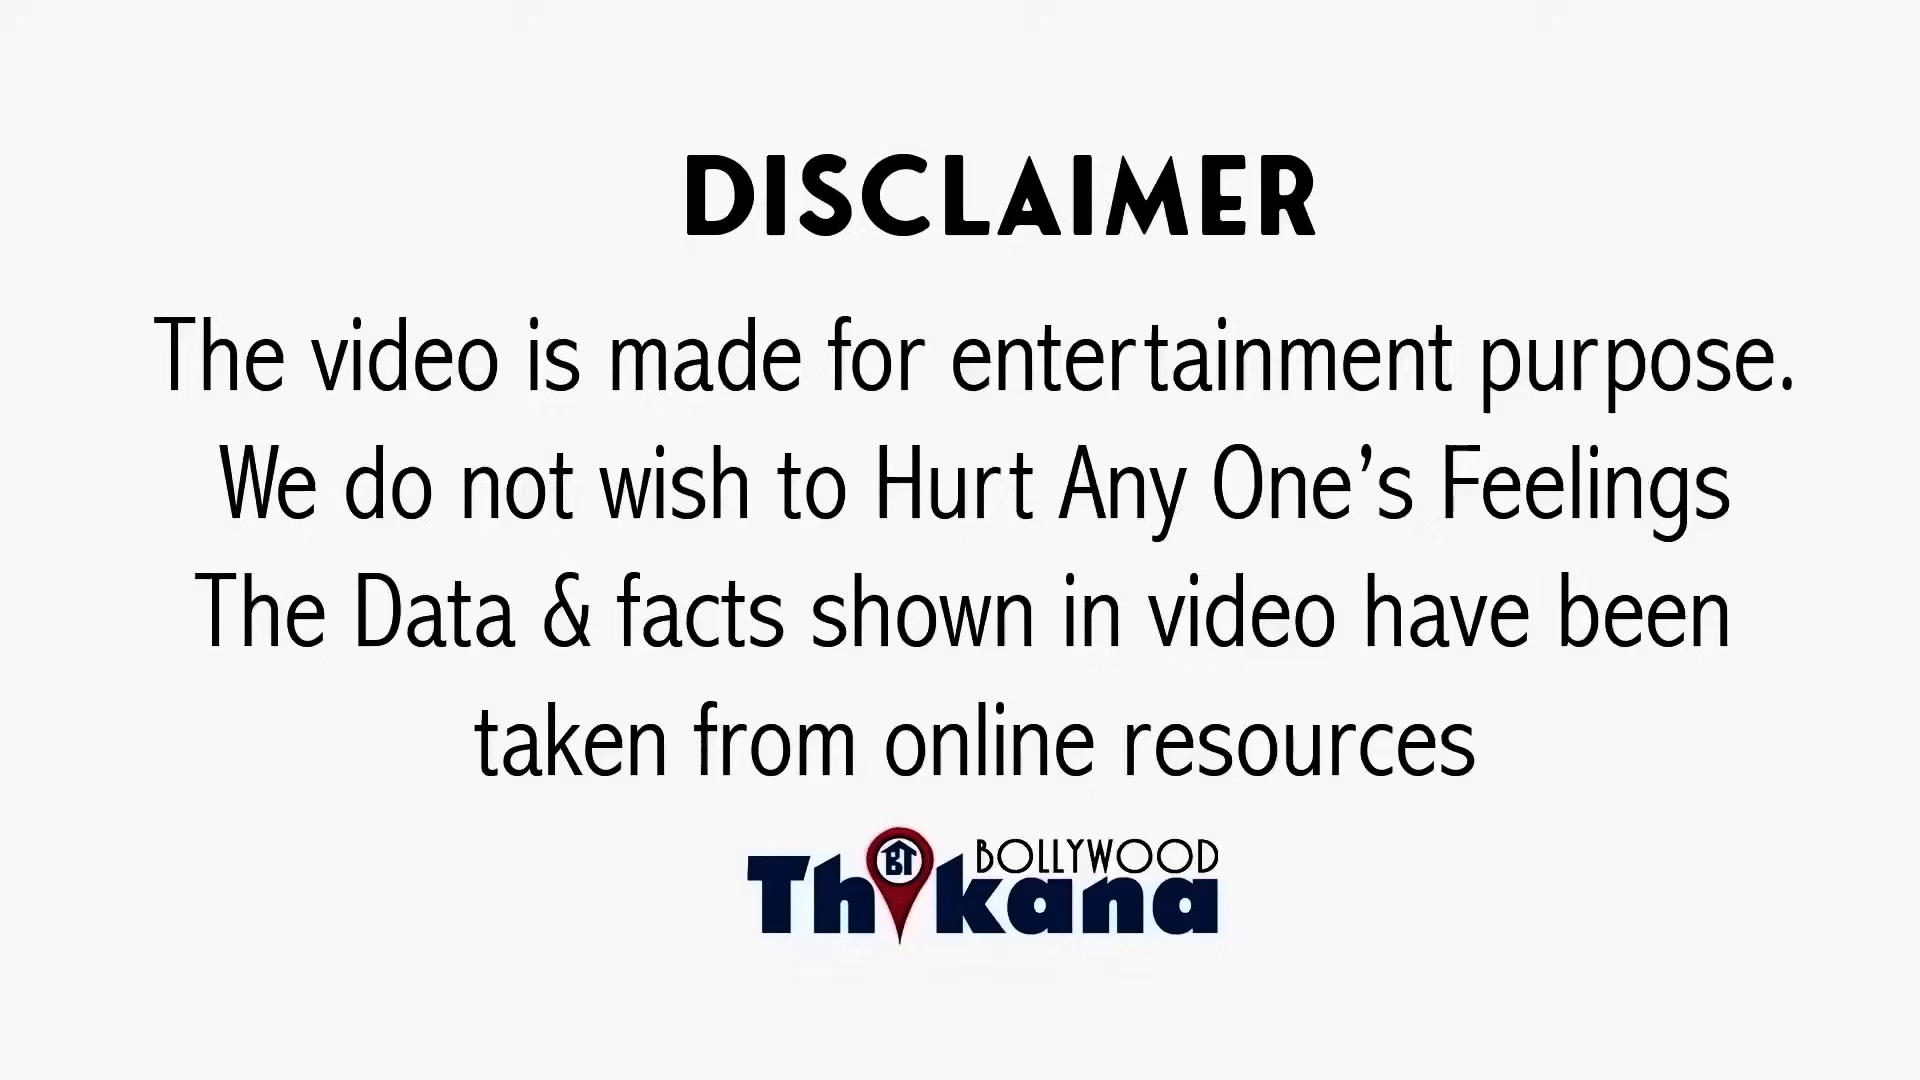 DISCLAIMER
The video is made for entertainment purpose.
We do not wish to Hurt Any One’s Feelings
The Data & facts shown in video have been
taken from online resources
BOLLYWOOD
BT
Thikana